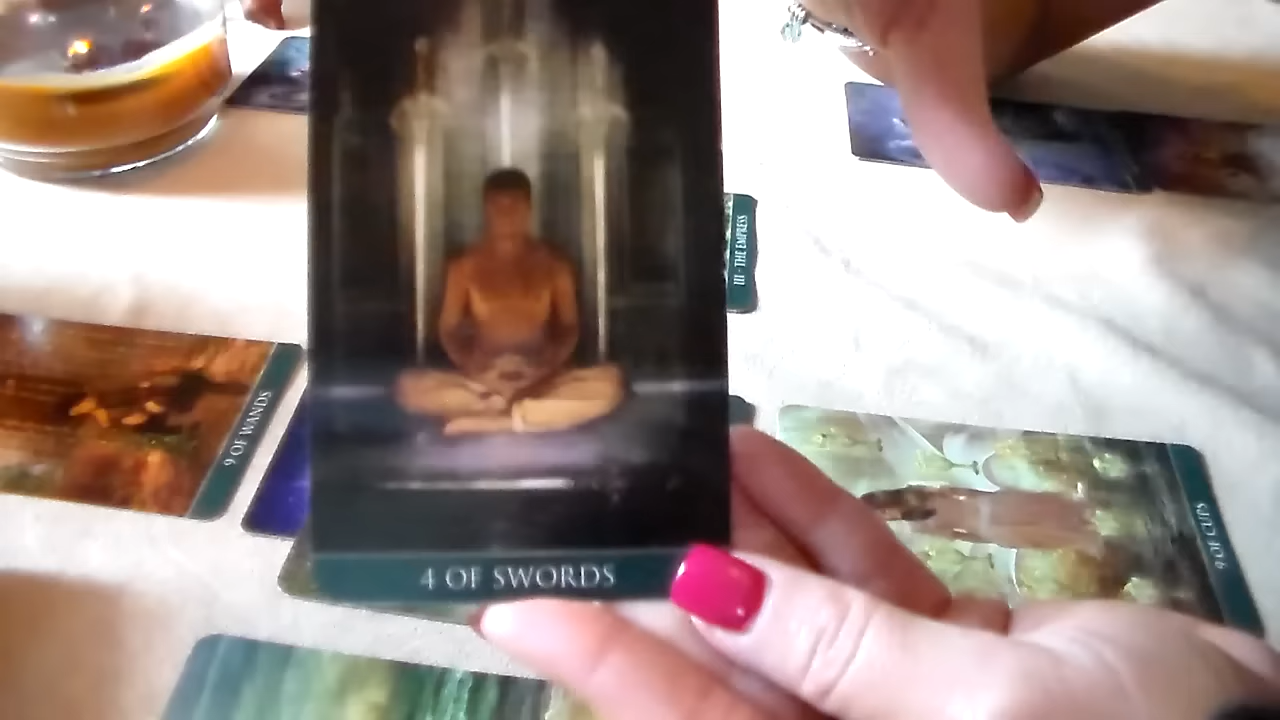 III - THE EMPRESS
9 OF WANDS
4 OF SWORDS
9 OF CUPS